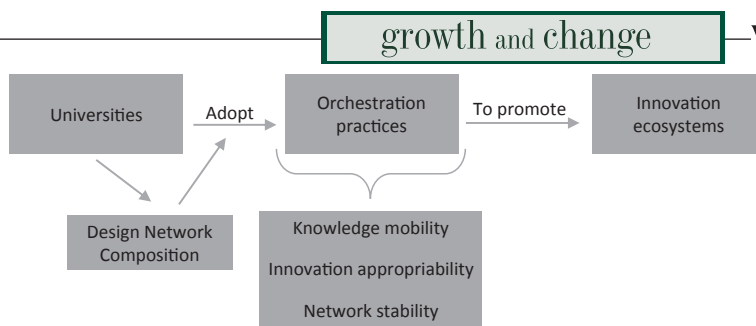 growth and change
Universities
Adopt
Orchestration
practices
To promote
Innovation
ecosystems
Design Network
Composition
Knowledge mobility
Innovation appropriability
Network stability